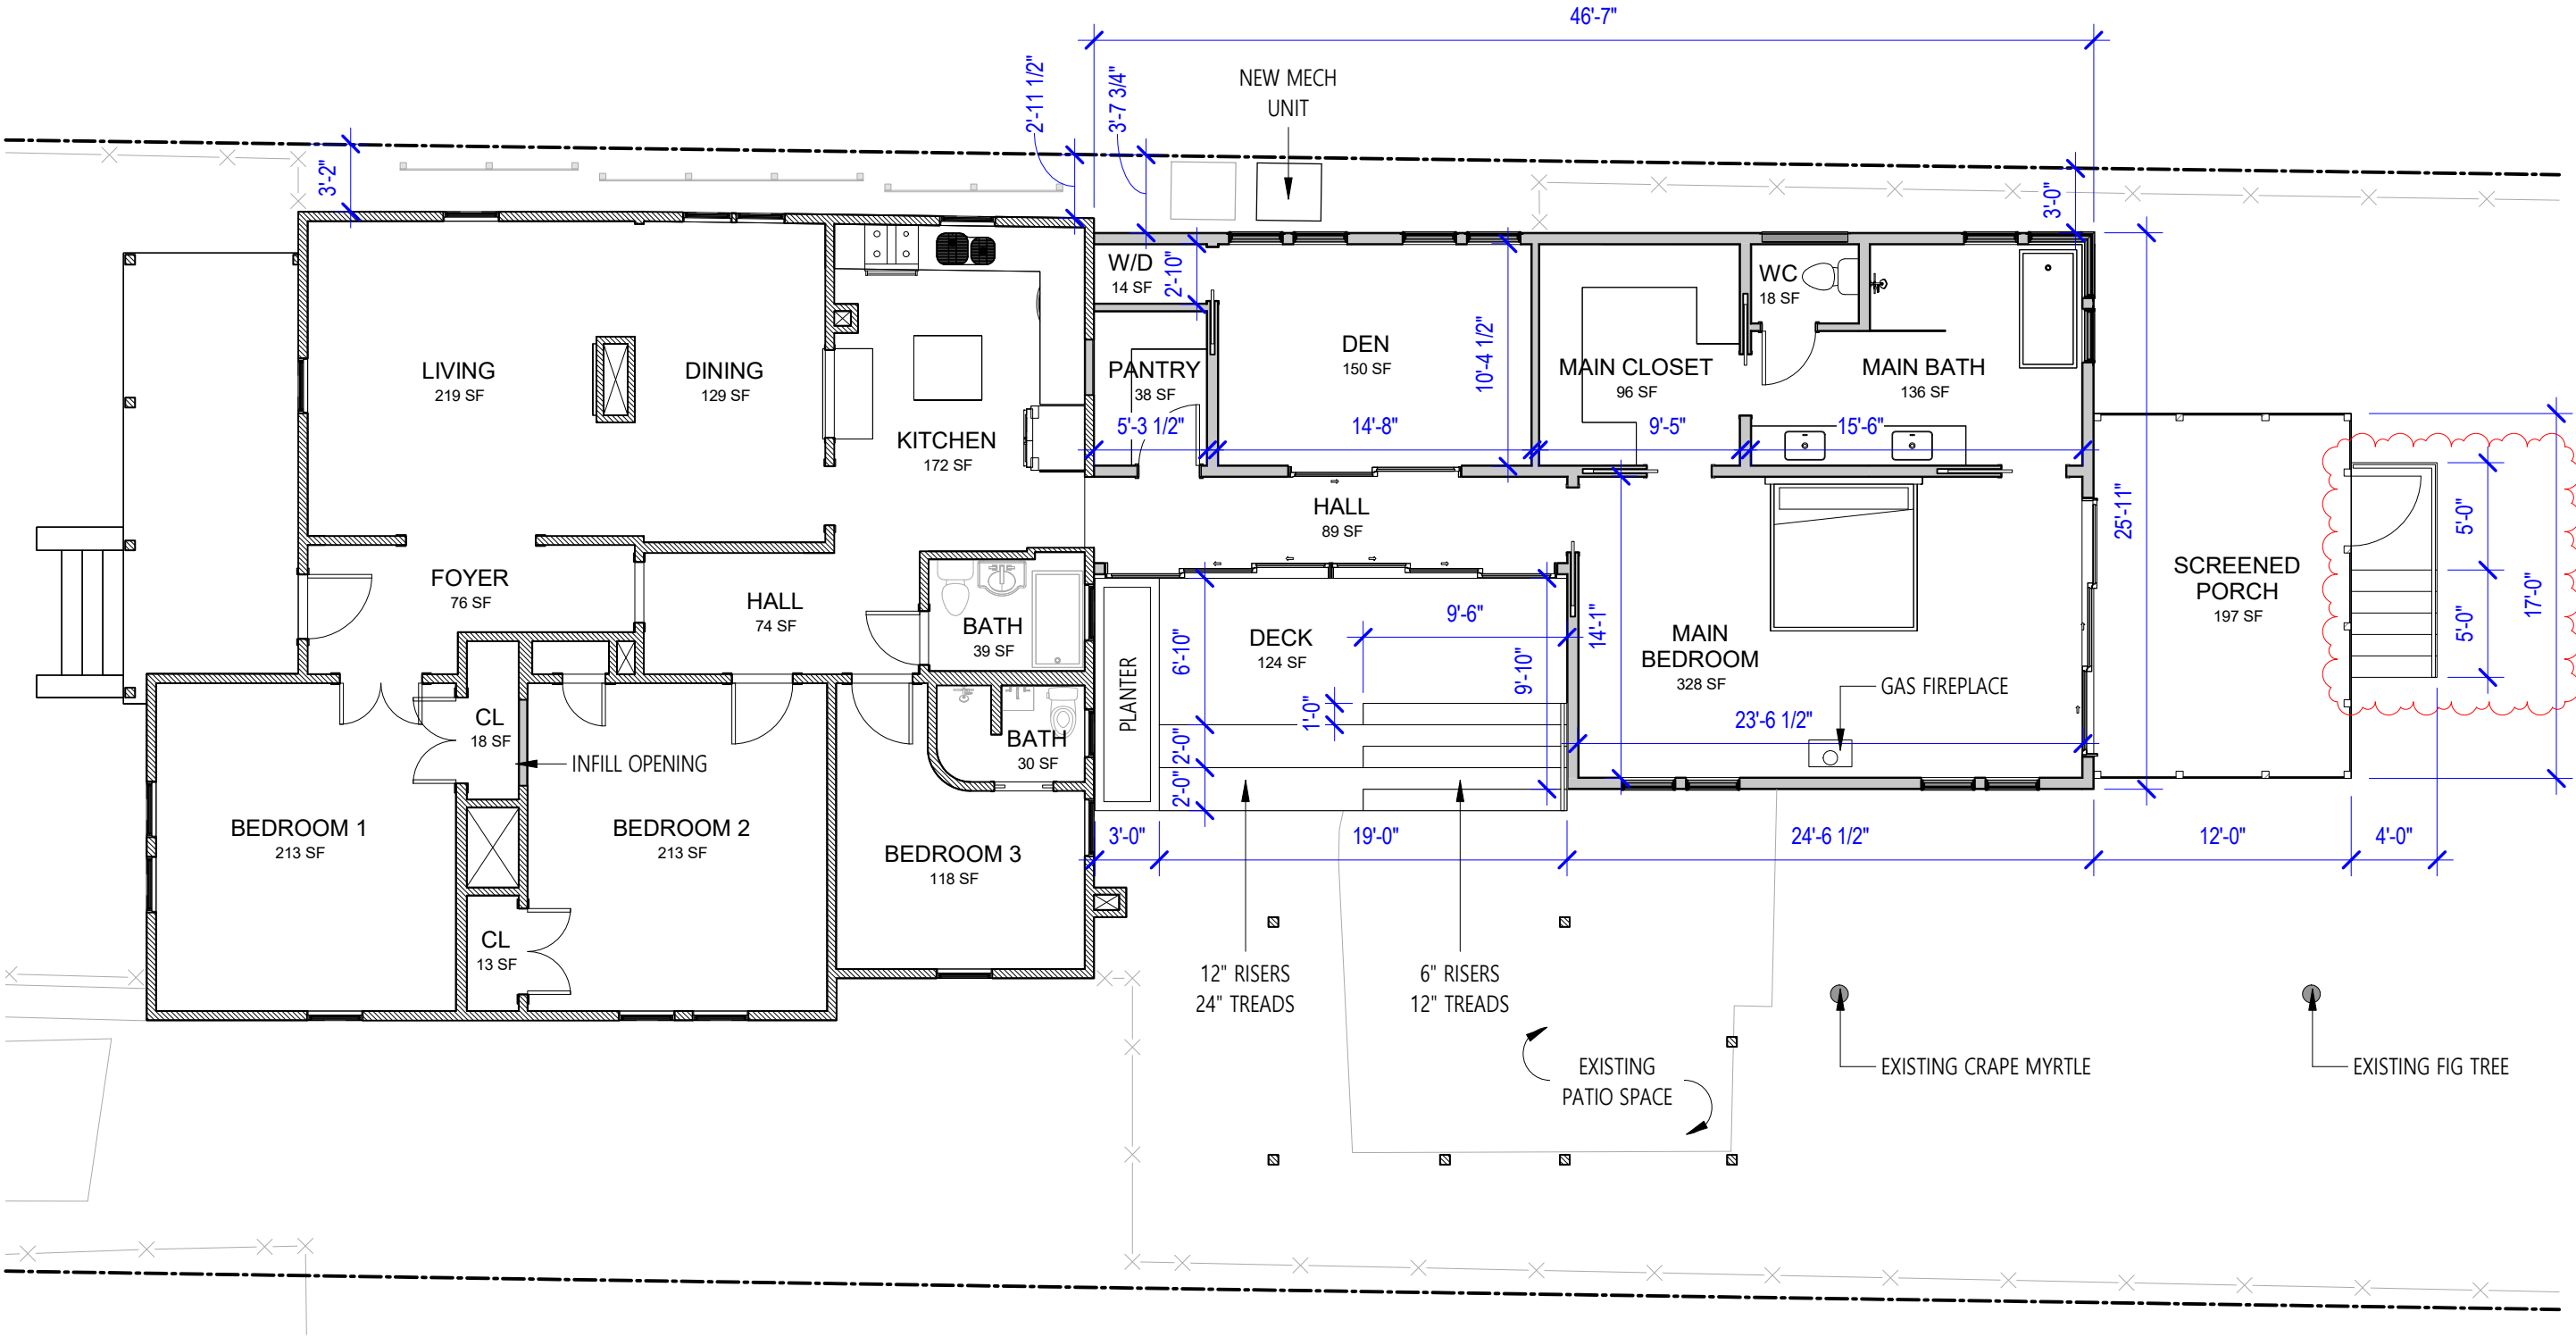 46'-7"
NEW MECH
UNIT
2'-11 1/2"
3'-7 3/4"
3'-2"
3'-0"
W/D
14 SF
2'-10"
WC
18 SF
LIVING
219 SF
DINING
129 SF
KITCHEN
172 SF
PANTRY
38 SF
5'-3 1/2"
DEN
150 SF
14'-8"
10'-4 1/2"
MAIN CLOSET
96 SF
9'-5"
MAIN BATH
136 SF
15'-6"
HALL
89 SF
25'-11"
SCREENED
PORCH
197 SF
5'-0"
5'-0"
17'-0"
FOYER
76 SF
HALL
74 SF
BATH
39 SF
PLANTER
6'-10"
2'-0"
2'-0"
DECK
124 SF
9'-6"
1'-0"
9'-10"
14'-1"
MAIN
BEDROOM
328 SF
GAS FIREPLACE
23'-6 1/2"
CL
18 SF
INFILL OPENING
BATH
30 SF
BEDROOM 1
213 SF
BEDROOM 2
213 SF
BEDROOM 3
118 SF
3'-0"
19'-0"
24'-6 1/2"
12'-0"
4'-0"
CL
13 SF
12" RISERS
24" TREADS
6" RISERS
12" TREADS
EXISTING
PATIO SPACE
EXISTING CRAPE MYRTLE
EXISTING FIG TREE